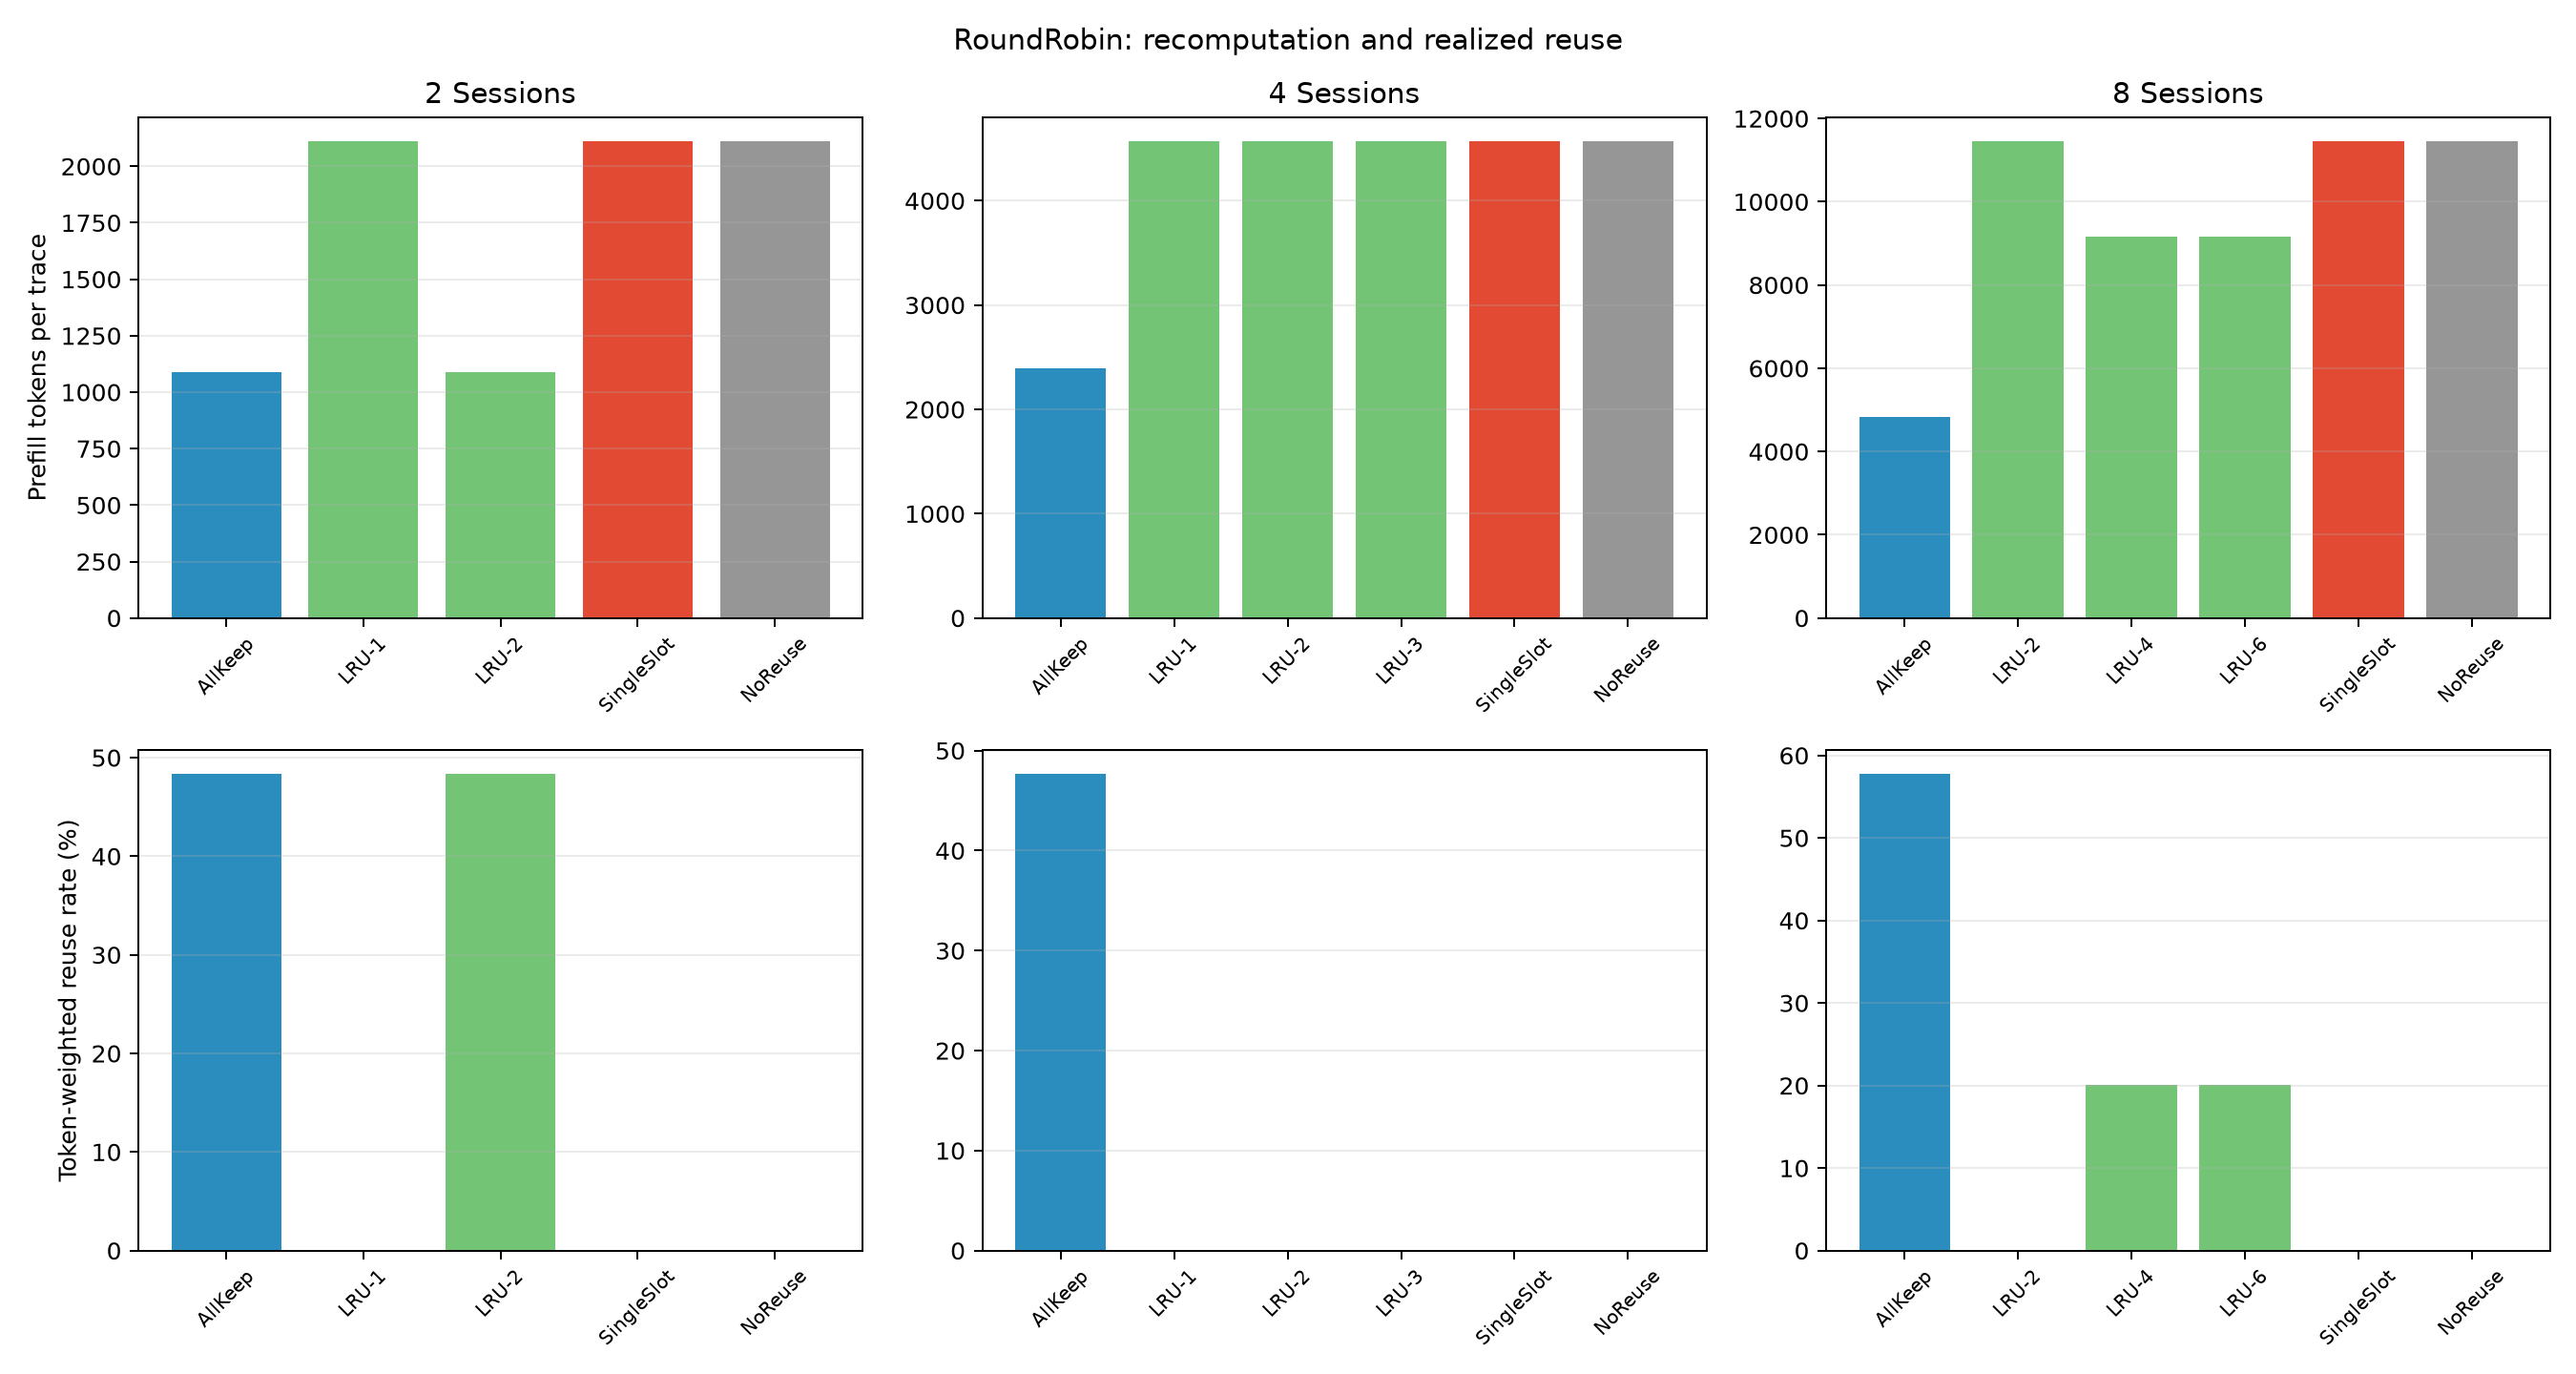 RoundRobin: recomputation and realized reuse
2 Sessions
Prefill tokens per trace
2000
1750
1500
1250
1000
750
500
250
0
AllKeep
LRU-1
LRU-2
SingleSlot
NoReuse
4 Sessions
4000
3000
2000
1000
0
AllKeep
LRU-1
LRU-2
LRU-3
SingleSlot
NoReuse
8 Sessions
12000
10000
8000
6000
4000
2000
0
AllKeep
LRU-2
LRU-4
LRU-6
SingleSlot
NoReuse
Token-weighted reuse rate (%)
50
40
30
20
10
0
AllKeep
LRU-1
LRU-2
SingleSlot
NoReuse
50
40
30
20
10
0
AllKeep
LRU-1
LRU-2
LRU-3
SingleSlot
NoReuse
60
50
40
30
20
10
0
AllKeep
LRU-2
LRU-4
LRU-6
SingleSlot
NoReuse